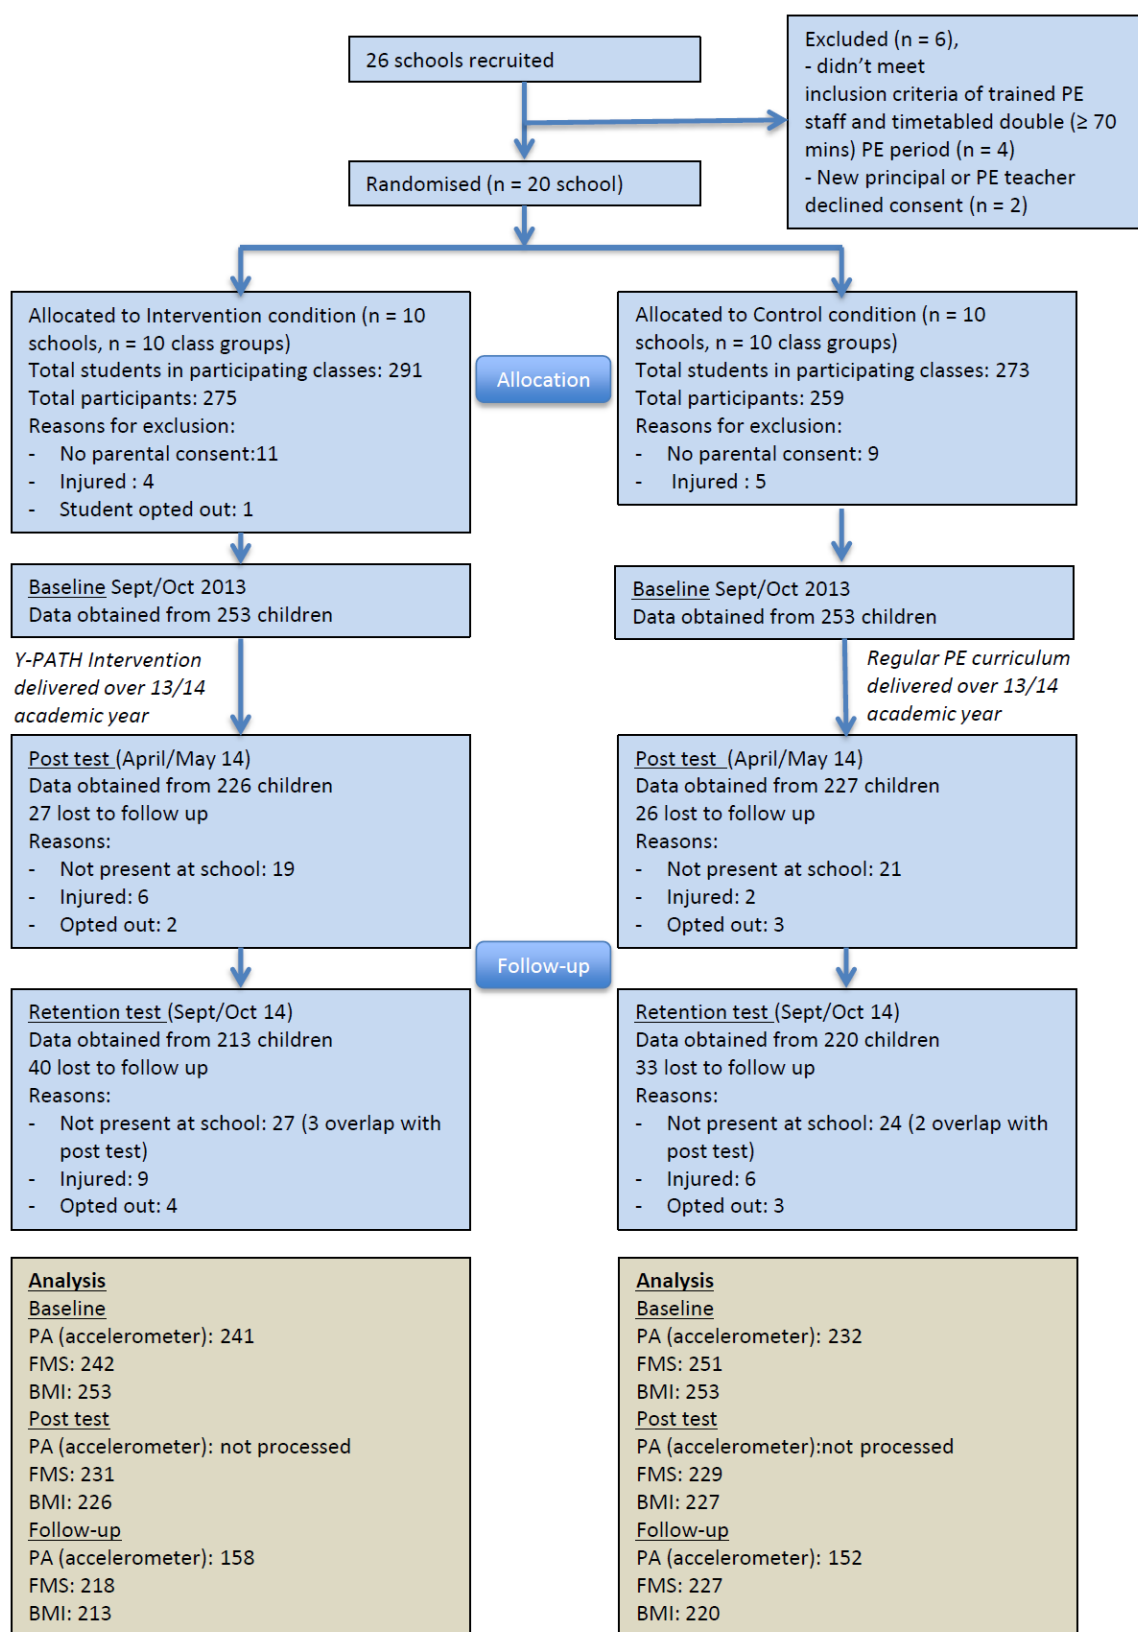 26 schools recruited
Excluded (n = 6),
- didn’t meet
inclusion criteria of trained PE
staff and timetabled double (≥ 70
mins) PE period (n = 4)
- New principal or PE teacher
declined consent (n = 2)
Randomised (n = 20 school)
Allocated to Intervention condition (n = 10
schools, n = 10 class groups)
Total students in participating classes: 291
Total participants: 275
Reasons for exclusion:
- No parental consent:11
- Injured : 4
- Student opted out: 1
Allocation
Allocated to Control condition (n = 10
schools, n = 10 class groups)
Total students in participating classes: 273
Total participants: 259
Reasons for exclusion:
- No parental consent: 9
- Injured : 5
Baseline Sept/Oct 2013
Data obtained from 253 children
Baseline Sept/Oct 2013
Data obtained from 253 children
Y-PATH Intervention
delivered over 13/14
academic year
Regular PE curriculum
delivered over 13/14
academic year
Post test (April/May 14)
Data obtained from 226 children
27 lost to follow up
Reasons:
- Not present at school: 19
- Injured: 6
- Opted out: 2
Post test (April/May 14)
Data obtained from 227 children
26 lost to follow up
Reasons:
- Not present at school: 21
- Injured: 2
- Opted out: 3
Follow-up
Retention test (Sept/Oct 14)
Data obtained from 213 children
40 lost to follow up
Reasons:
- Not present at school: 27 (3 overlap with
post test)
- Injured: 9
- Opted out: 4
Retention test (Sept/Oct 14)
Data obtained from 220 children
33 lost to follow up
Reasons:
- Not present at school: 24 (2 overlap with
post test)
- Injured: 6
- Opted out: 3
Analysis
Baseline
PA (accelerometer): 241
FMS: 242
BMI: 253
Post test
PA (accelerometer): not processed
FMS: 231
BMI: 226
Follow-up
PA (accelerometer): 158
FMS: 218
BMI: 213
Analysis
Baseline
PA (accelerometer): 232
FMS: 251
BMI: 253
Post test
PA (accelerometer):not processed
FMS: 229
BMI: 227
Follow-up
PA (accelerometer): 152
FMS: 227
BMI: 220